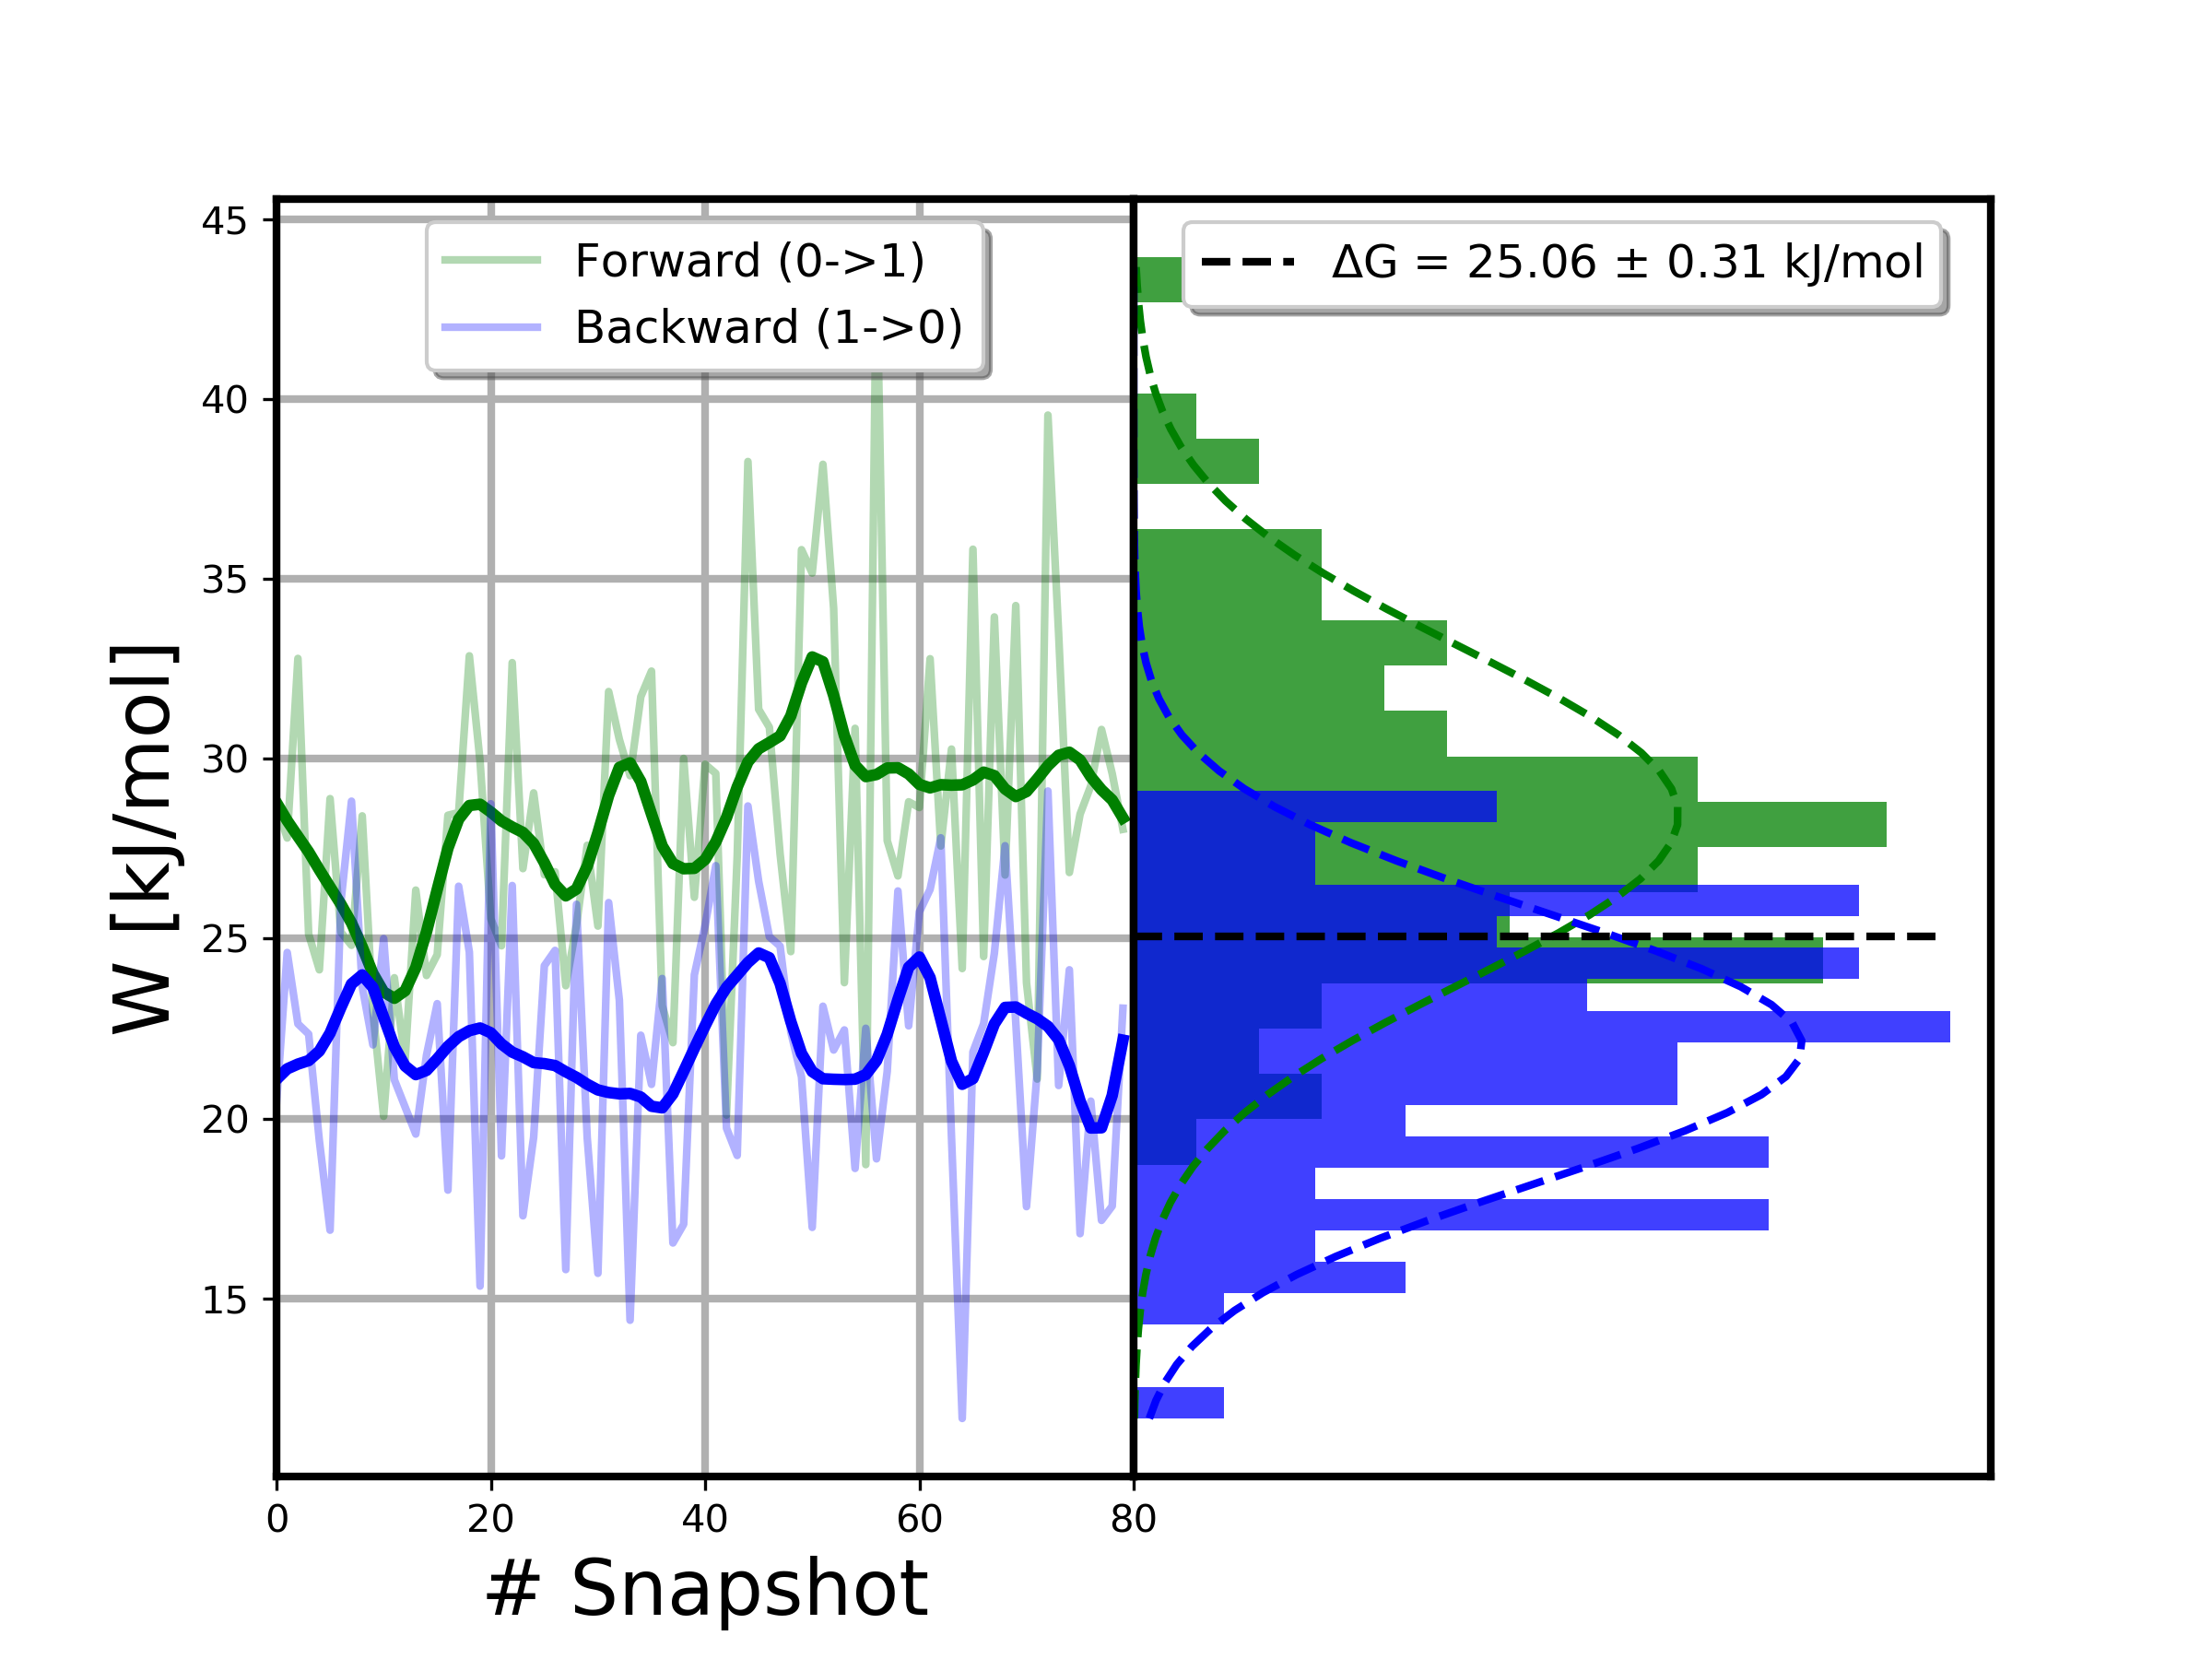 Forward (0->1)
Backward (1->0)
ΔG = 25.06 ± 0.31 kJ/mol
45
40
35
30
25
20
15
W [kJ/mol]
0
20
40
60
80
# Snapshot